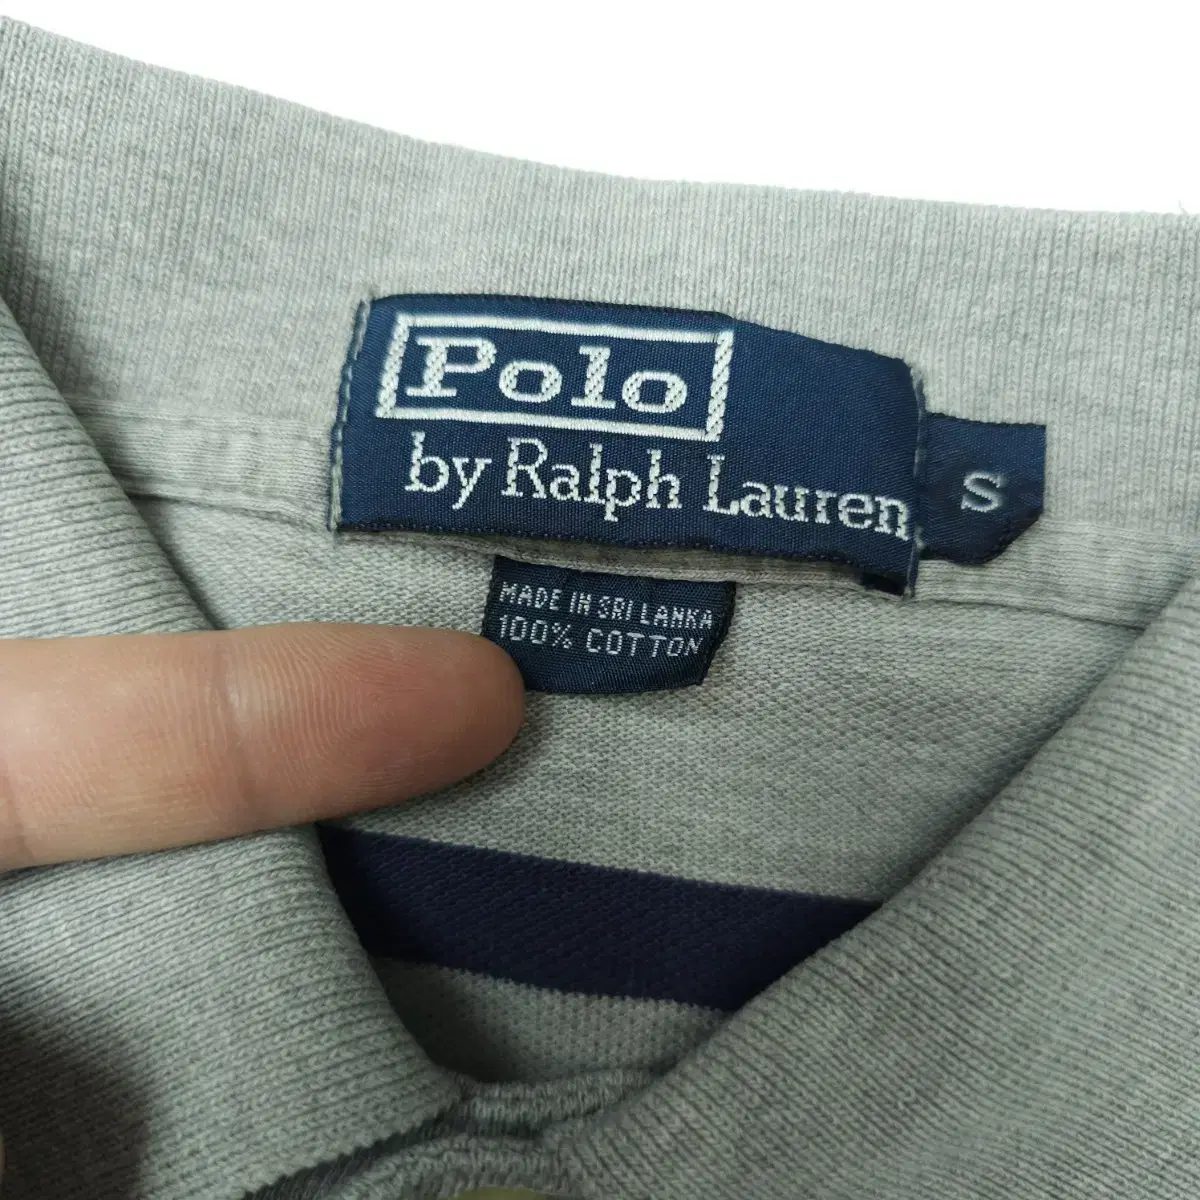 Polo
by Ralph Lauren
S
MADE IN SRI LANKA
100% COTTON